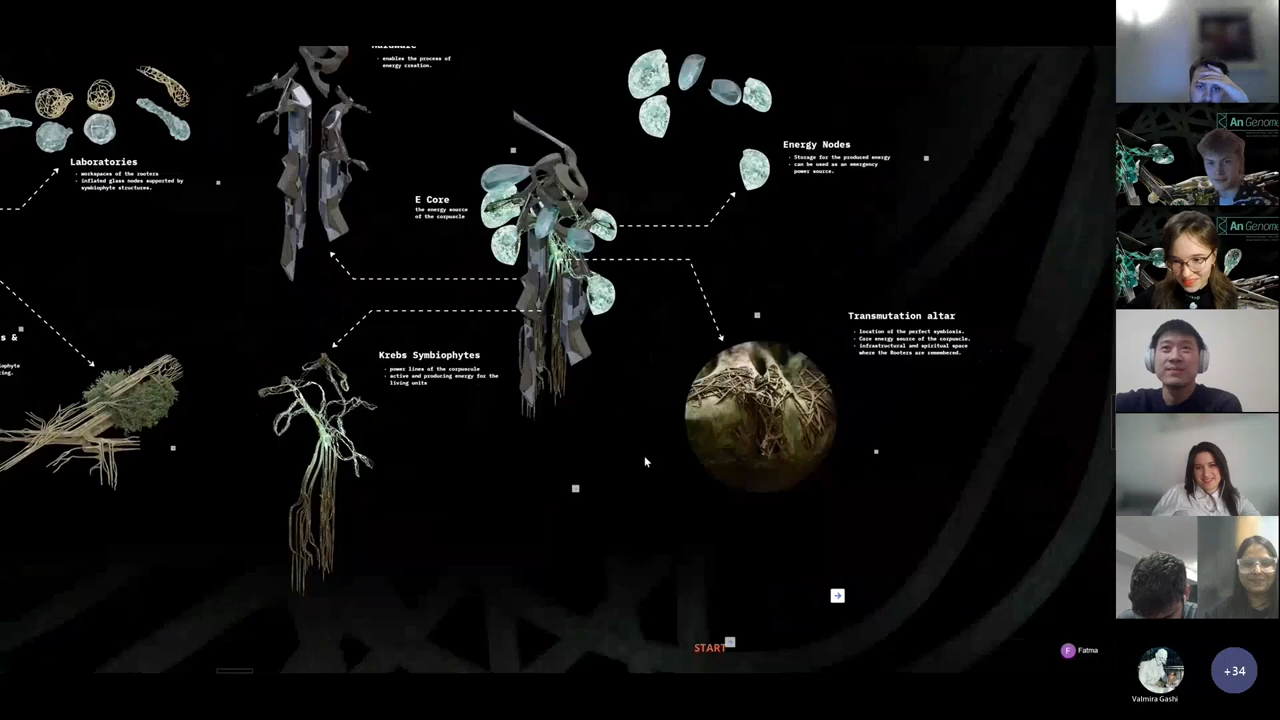 Hardware
- enables the process of
energy creation.
Laboratories
- workspaces of the rooters
- inflated glass nodes supported by
symbiophyte structures.
E Core
the energy source
of the corpuscle
Energy Nodes
- Storage for the produced energy
- can be used as an emergency
power source.
Transmutation altar
- location of the perfect symbiosis.
- Core energy source of the corpuscle.
- infrastructural and spiritual space
where the Rooters are remembered.
s &
Krebs Symbiophytes
- power lines of the corpuscule
- active and producing energy for the
living units
START
F Fatma
An Genom
An Genom
Valmira Gashi
+34